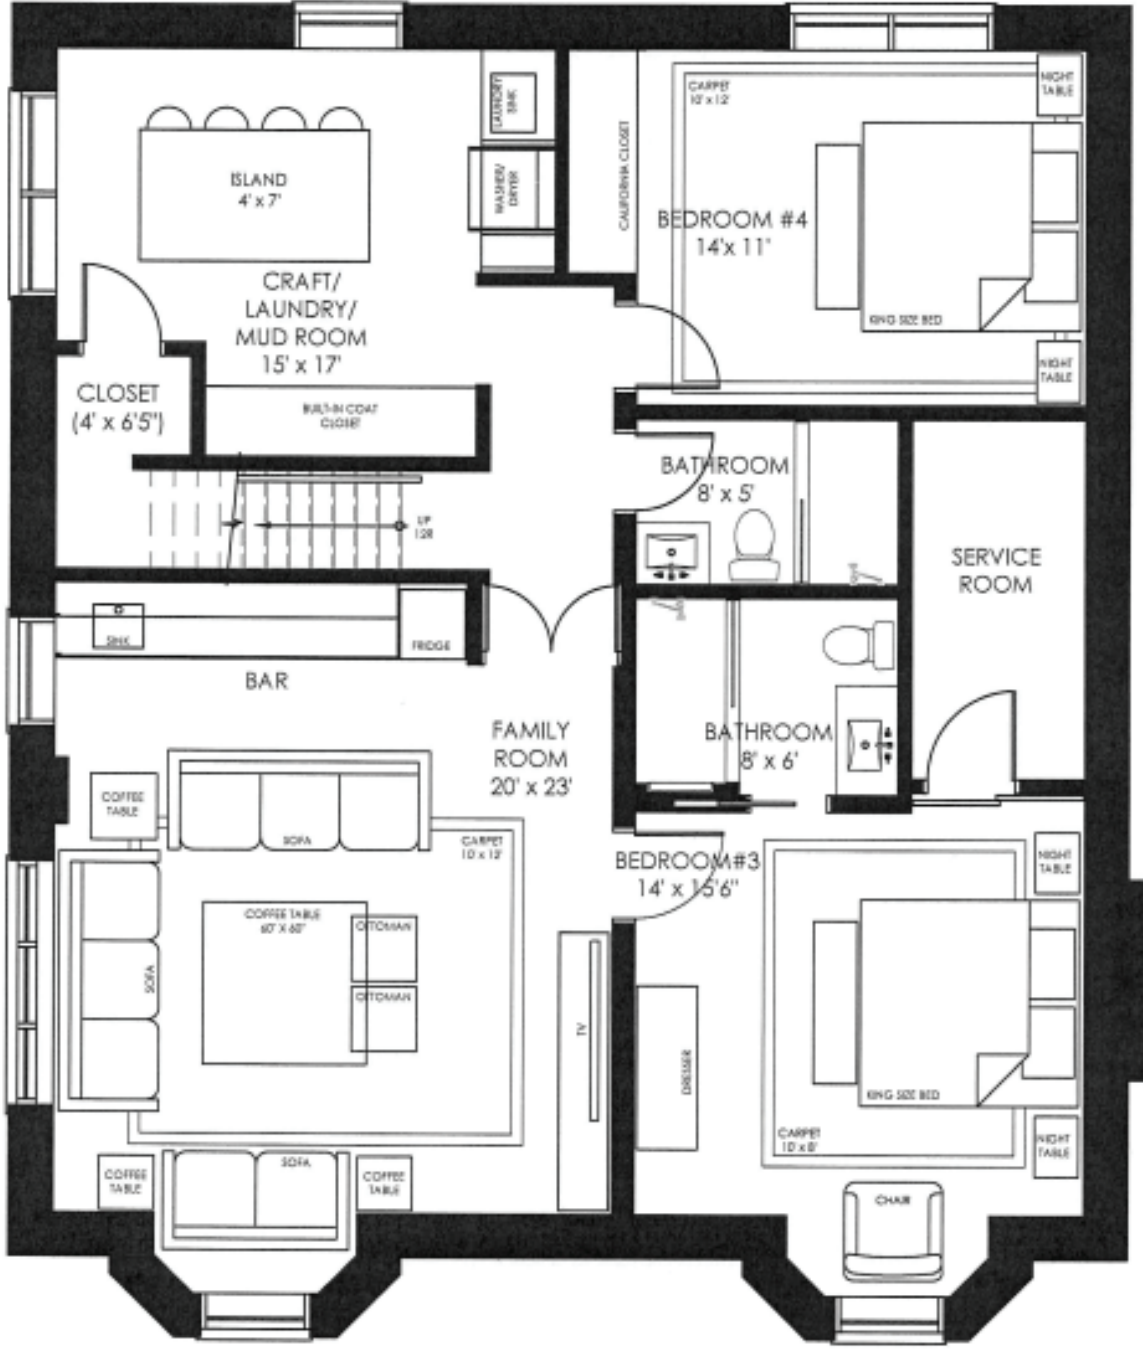 LAUNDRY
SINK
WASHER/
DRYER
ISLAND
4' x 7'
CRAFT/
LAUNDRY/
MUD ROOM
15' x 17'
CLOSET
(4' x 6'5")
BUILT-IN COAT
CLOSET
UP
12R
CALIFORNIA CLOSET
CARPET
10' x 12'
NIGHT
TABLE
BEDROOM #4
14'x 11'
KING SIZE BED
NIGHT
TABLE
BATHROOM
8' x 5'
SERVICE
ROOM
SINK
FRIDGE
BAR
FAMILY
ROOM
20' x 23'
BATHROOM
8' x 6'
COFFEE
TABLE
SOFA
CARPET
10' x 12'
COFFEE TABLE
60" X 60"
OTTOMAN
OTTOMAN
SOFA
TV
COFFEE
TABLE
SOFA
COFFEE
TABLE
BEDROOM#3
14' x 15'6"
NIGHT
TABLE
KING SIZE BED
DRESSER
CARPET
10' x 8'
NIGHT
TABLE
CHAIR